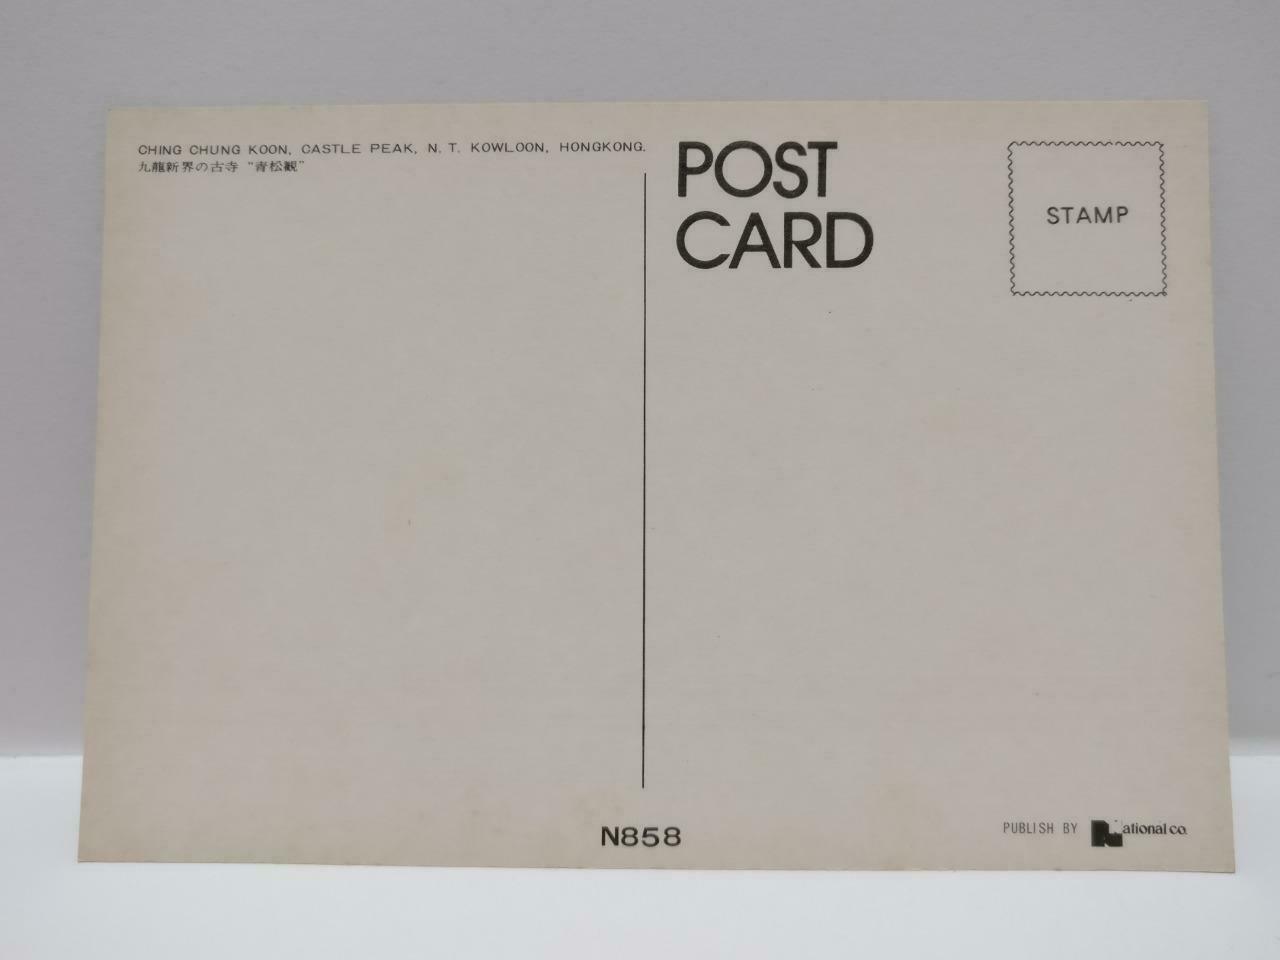 CHING CHUNG KOON, CASTLE PEAK, N. T. KOWLOON, HONGKONG.
九龍新界の古寺 "青松觀"
POST
CARD
STAMP
N858
PUBLISH BY National co.